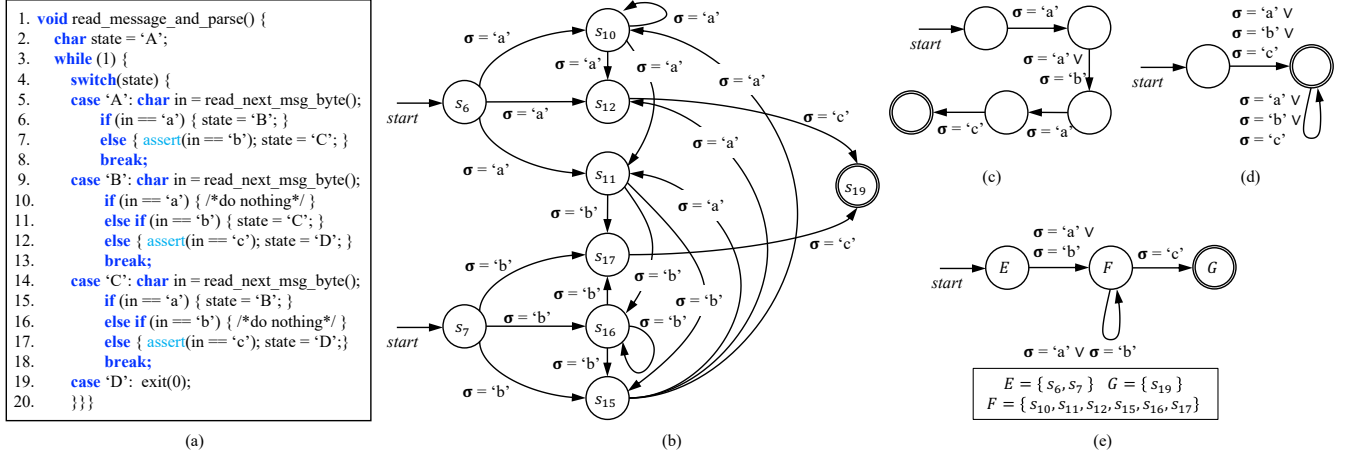 1. void read_message_and_parse() {
2. char state = ‘A’;
3. while (1) {
4. switch(state) {
5. case ‘A’: char in = read_next_msg_byte();
6. if (in == ‘a’) { state = ‘B’; }
7. else { assert(in == ‘b’); state = ‘C’; }
8. break;
9. case ‘B’: char in = read_next_msg_byte();
10. if (in == ‘a’) { /*do nothing*/ }
11. else if (in == ‘b’) { state = ‘C’; }
12. else { assert(in == ‘c’); state = ‘D’; }
13. break;
14. case ‘C’: char in = read_next_msg_byte();
15. if (in == ‘a’) { state = ‘B’; }
16. else if (in == ‘b’) { /*do nothing*/ }
17. else { assert(in == ‘c’); state = ‘D’;}
18. break;
19. case ‘D’: exit(0);
20. }}}
(a)
s10
σ = ‘a’
σ = ‘a’
σ = ‘a’
σ = ‘a’
σ = ‘a’
s6
start
σ = ‘a’
s12
σ = ‘c’
σ = ‘a’
σ = ‘a’
s11
σ = ‘a’
s19
σ = ‘b’
σ = ‘c’
σ = ‘b’
s17
σ = ‘b’
σ = ‘b’
σ = ‘b’
s7
start
σ = ‘b’
s16
σ = ‘b’
σ = ‘b’
σ = ‘b’
s15
(b)
σ = ‘a’
start
σ = ‘a’ ∨
σ = ‘b’
σ = ‘c’
σ = ‘a’
(c)
σ = ‘a’ ∨
σ = ‘b’ ∨
σ = ‘c’
start
σ = ‘a’ ∨
σ = ‘b’ ∨
σ = ‘c’
(d)
σ = ‘a’ ∨
σ = ‘b’
σ = ‘c’
E
F
G
start
σ = ‘a’ ∨ σ = ‘b’
E = { s6, s7 } G = { s19 }
F = { s10, s11, s12, s15, s16, s17 }
(e)